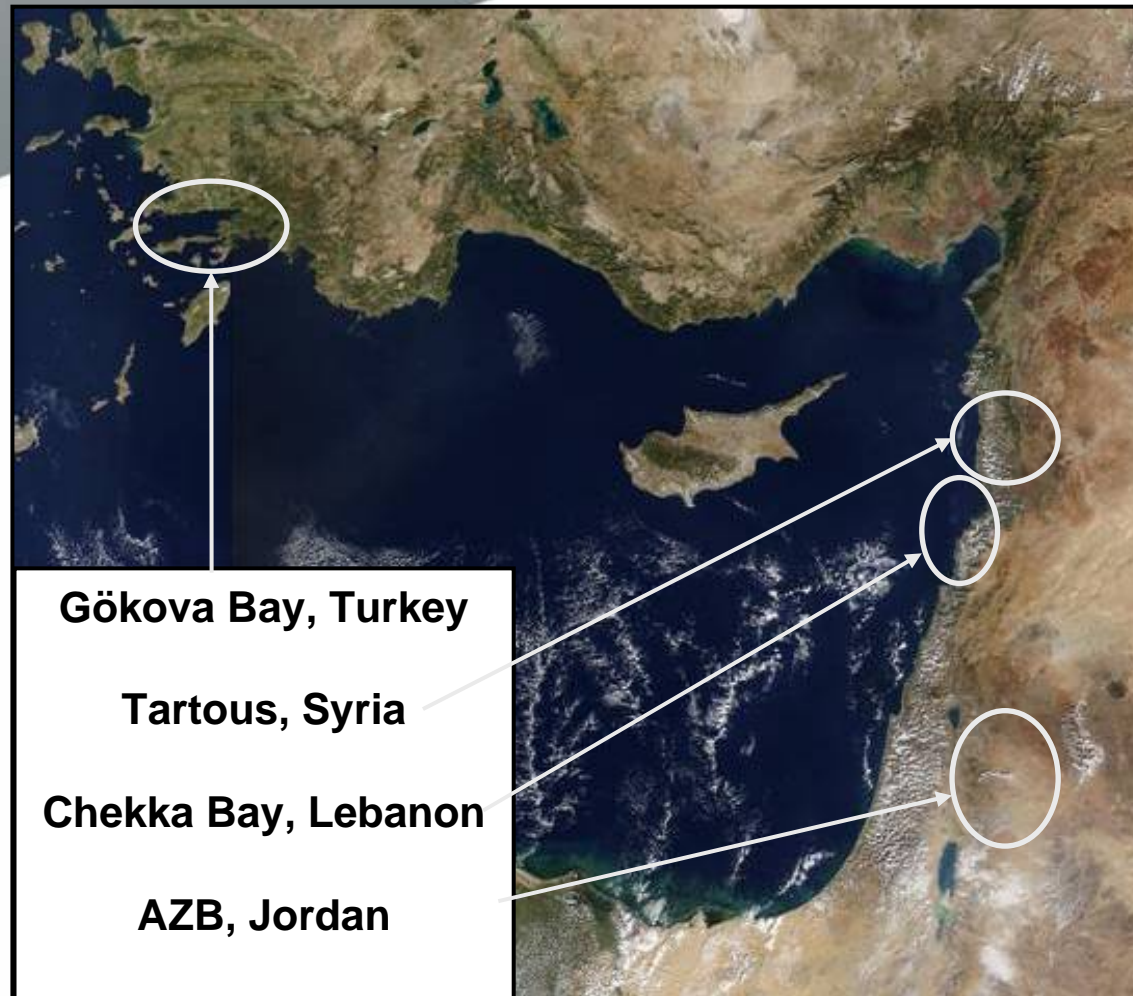 Gökova Bay, Turkey
Tartous, Syria
Chekka Bay, Lebanon
AZB, Jordan